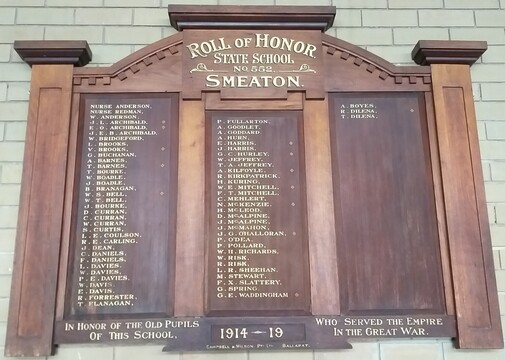 ROLL OF HONOR
STATE SCHOOL
NO 552
SMEATON.
NURSE ANDERSON.
NURSE REDMAN.
W. ANDERSON.
J. L. ARCHIBALD.
E. G. ARCHIBALD.
J. E. B. ARCHIBALD.
W. BRIDGEFORD.
L. BROOKS.
V. BROOKS.
G. BUCHANAN.
A. BARNES.
T. BARNES.
T. BOURKE.
W. BOADLE.
J. BOADLE.
B. BRANAGAN.
W. S. BELL.
W. T. BELL.
J. BOURKE.
D. CURRAN.
C. CURRAN.
W. CURRAN.
S. CURTIS.
L. E. COULSON.
R. E. CARLING.
J. DEAN.
C. DANIELS.
F. DANIELS.
L. DAVIES.
W. DAVIES.
P. E. DAVIES.
W. DAVIS.
E. DAVIS.
R. FORRESTER.
T. FLANAGAN.
P. FULLARTON.
A. GOODLET.
A. GODDARD.
A. HURN.
E. HARRIS.
J. HARRIS.
G. C. HURLEY.
W. JEFFREY.
T. A. JEFFREY.
A. KILFOYLE.
R. KIRKPATRICK.
H. KURING.
W. E. MITCHELL.
F. T. MITCHELL.
C. MEHLERT.
N. MCKENZIE.
H. MCLEOD.
D. MCALPINE.
J. MCALPINE.
J. MCMAHON.
J. G. O'HALLORAN.
P. O'DEA.
P. POLLARD.
W. H. RICHARDS.
W. RISK.
R. RISK.
L. R. SHEEHAN.
M. STEWART.
F. X. SLATTERY.
G. SPRING.
G. E. WADDINGHAM
A. BOYES.
R. DILENA.
T. DILENA.
IN HONOR OF THE OLD PUPILS
OF THIS SCHOOL,
1914-19
WHO SERVED THE EMPIRE
IN THE GREAT WAR.
BALLARAT.